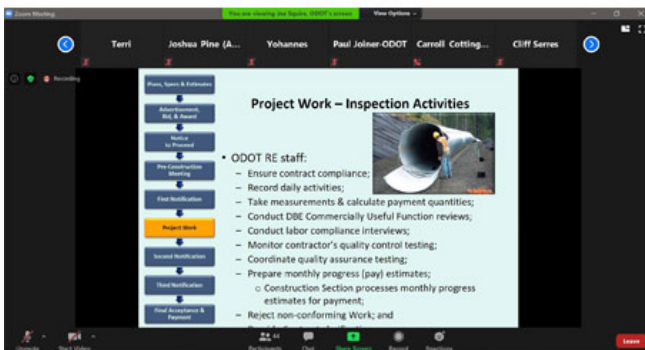 Zoom Meeting
You are viewing
ODOT's screen
View Options
Terri
Joshua Pine (A...
Yohannes
Paul Joiner-ODOT
Carroll Cotting...
Cliff Serres
Recording
Plans, Specs & Estimates
Advertisement,
Bid, & Award
Notice
to Proceed
Pre-Construction
Meeting
First Notification
Project Work
Second Notification
Third Notification
Final Acceptance &
Payment
Project Work – Inspection Activities
• ODOT RE staff:
– Ensure contract compliance;
– Record daily activities;
– Take measurements & calculate payment quantities;
– Conduct DBE Commercially Useful Function reviews;
– Conduct labor compliance interviews;
– Monitor contractor's quality control testing;
– Coordinate quality assurance testing;
– Prepare monthly progress (pay) estimates;
o Construction Section processes monthly progress
estimates for payment;
– Reject non-conforming Work; and
Unmute
Start Video
44
Participants
Chat
Share Screen
Record
Reactions
Leave